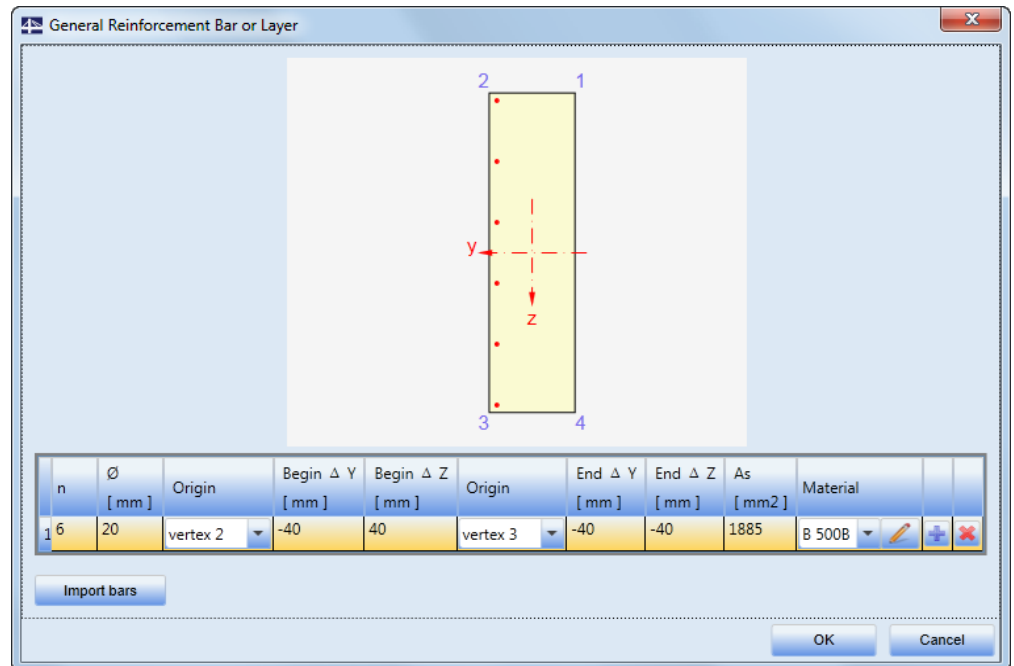 General Reinforcement Bar or Layer
x
2 1
y
z
3 4
n Ø [ mm ] Origin Begin Δ Y [ mm ] Begin Δ Z [ mm ] Origin End Δ Y [ mm ] End Δ Z [ mm ] As [ mm2 ] Material
1 6 20 vertex 2 -40 40 vertex 3 -40 -40 1885 B 500B
Import bars
OK Cancel